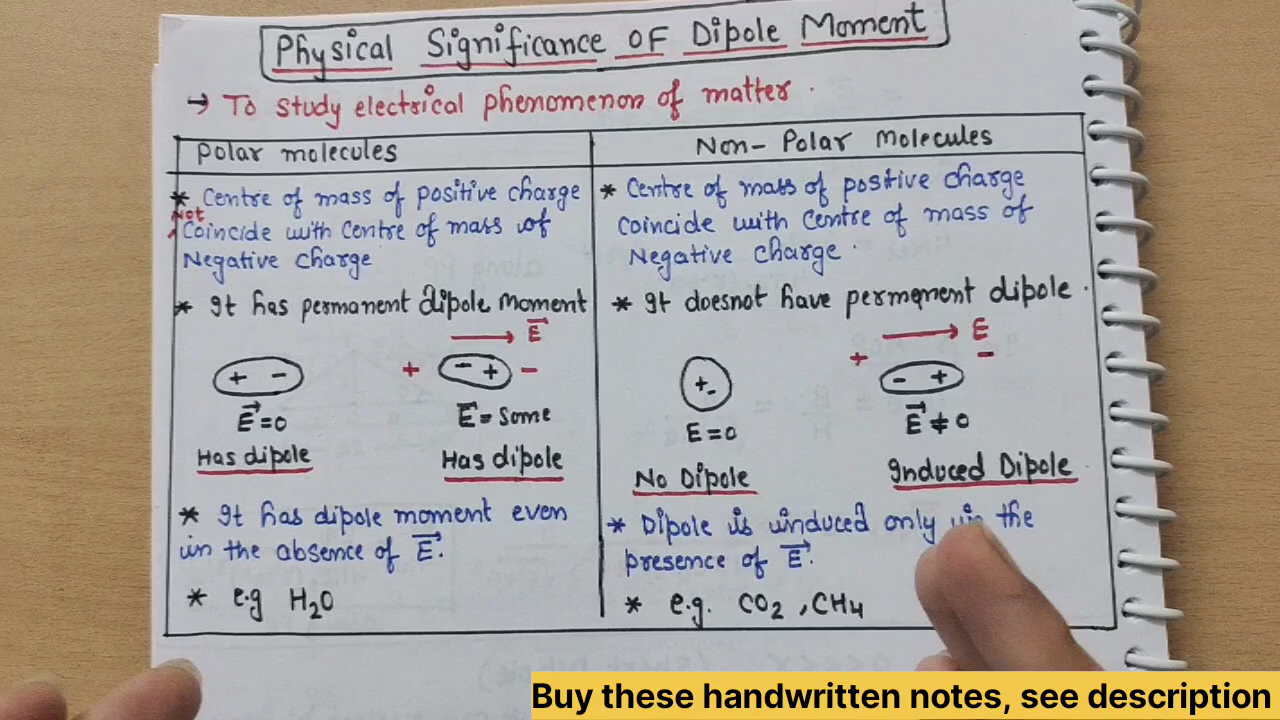 Physical Significance OF Dipole Moment
→ To study electrical phenomenon of matter.
Polar molecules
* Centre of mass of positive charge
Not
Coincide with Centre of mass of
Negative charge
* It has permanent dipole moment
E
+ - + - + -
E=0
E=Some
Has dipole
Has dipole
* It has dipole moment even
in the absence of E.
* e.g H2O
Non-Polar Molecules
* Centre of mass of positive charge
coincide with Centre of mass of
Negative charge.
* It doesnot have permanent dipole.
E
+ - + - + -
E=0
E≠0
No Dipole
Induced Dipole
* Dipole is induced only in the
presence of E.
* e.g. CO2, CH4
Buy these handwritten notes, see description